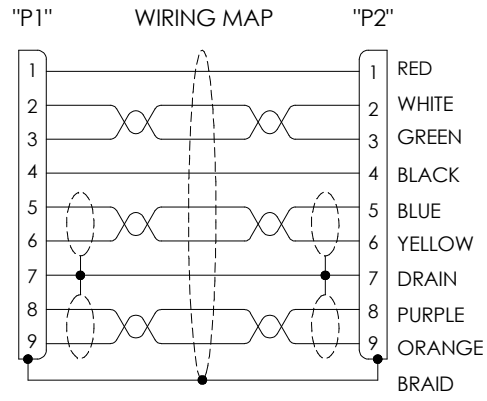 "P1" WIRING MAP "P2"
1 1 RED
2 2 WHITE
3 3 GREEN
4 4 BLACK
5 5 BLUE
6 6 YELLOW
7 7 DRAIN
8 8 PURPLE
9 9 ORANGE
BRAID